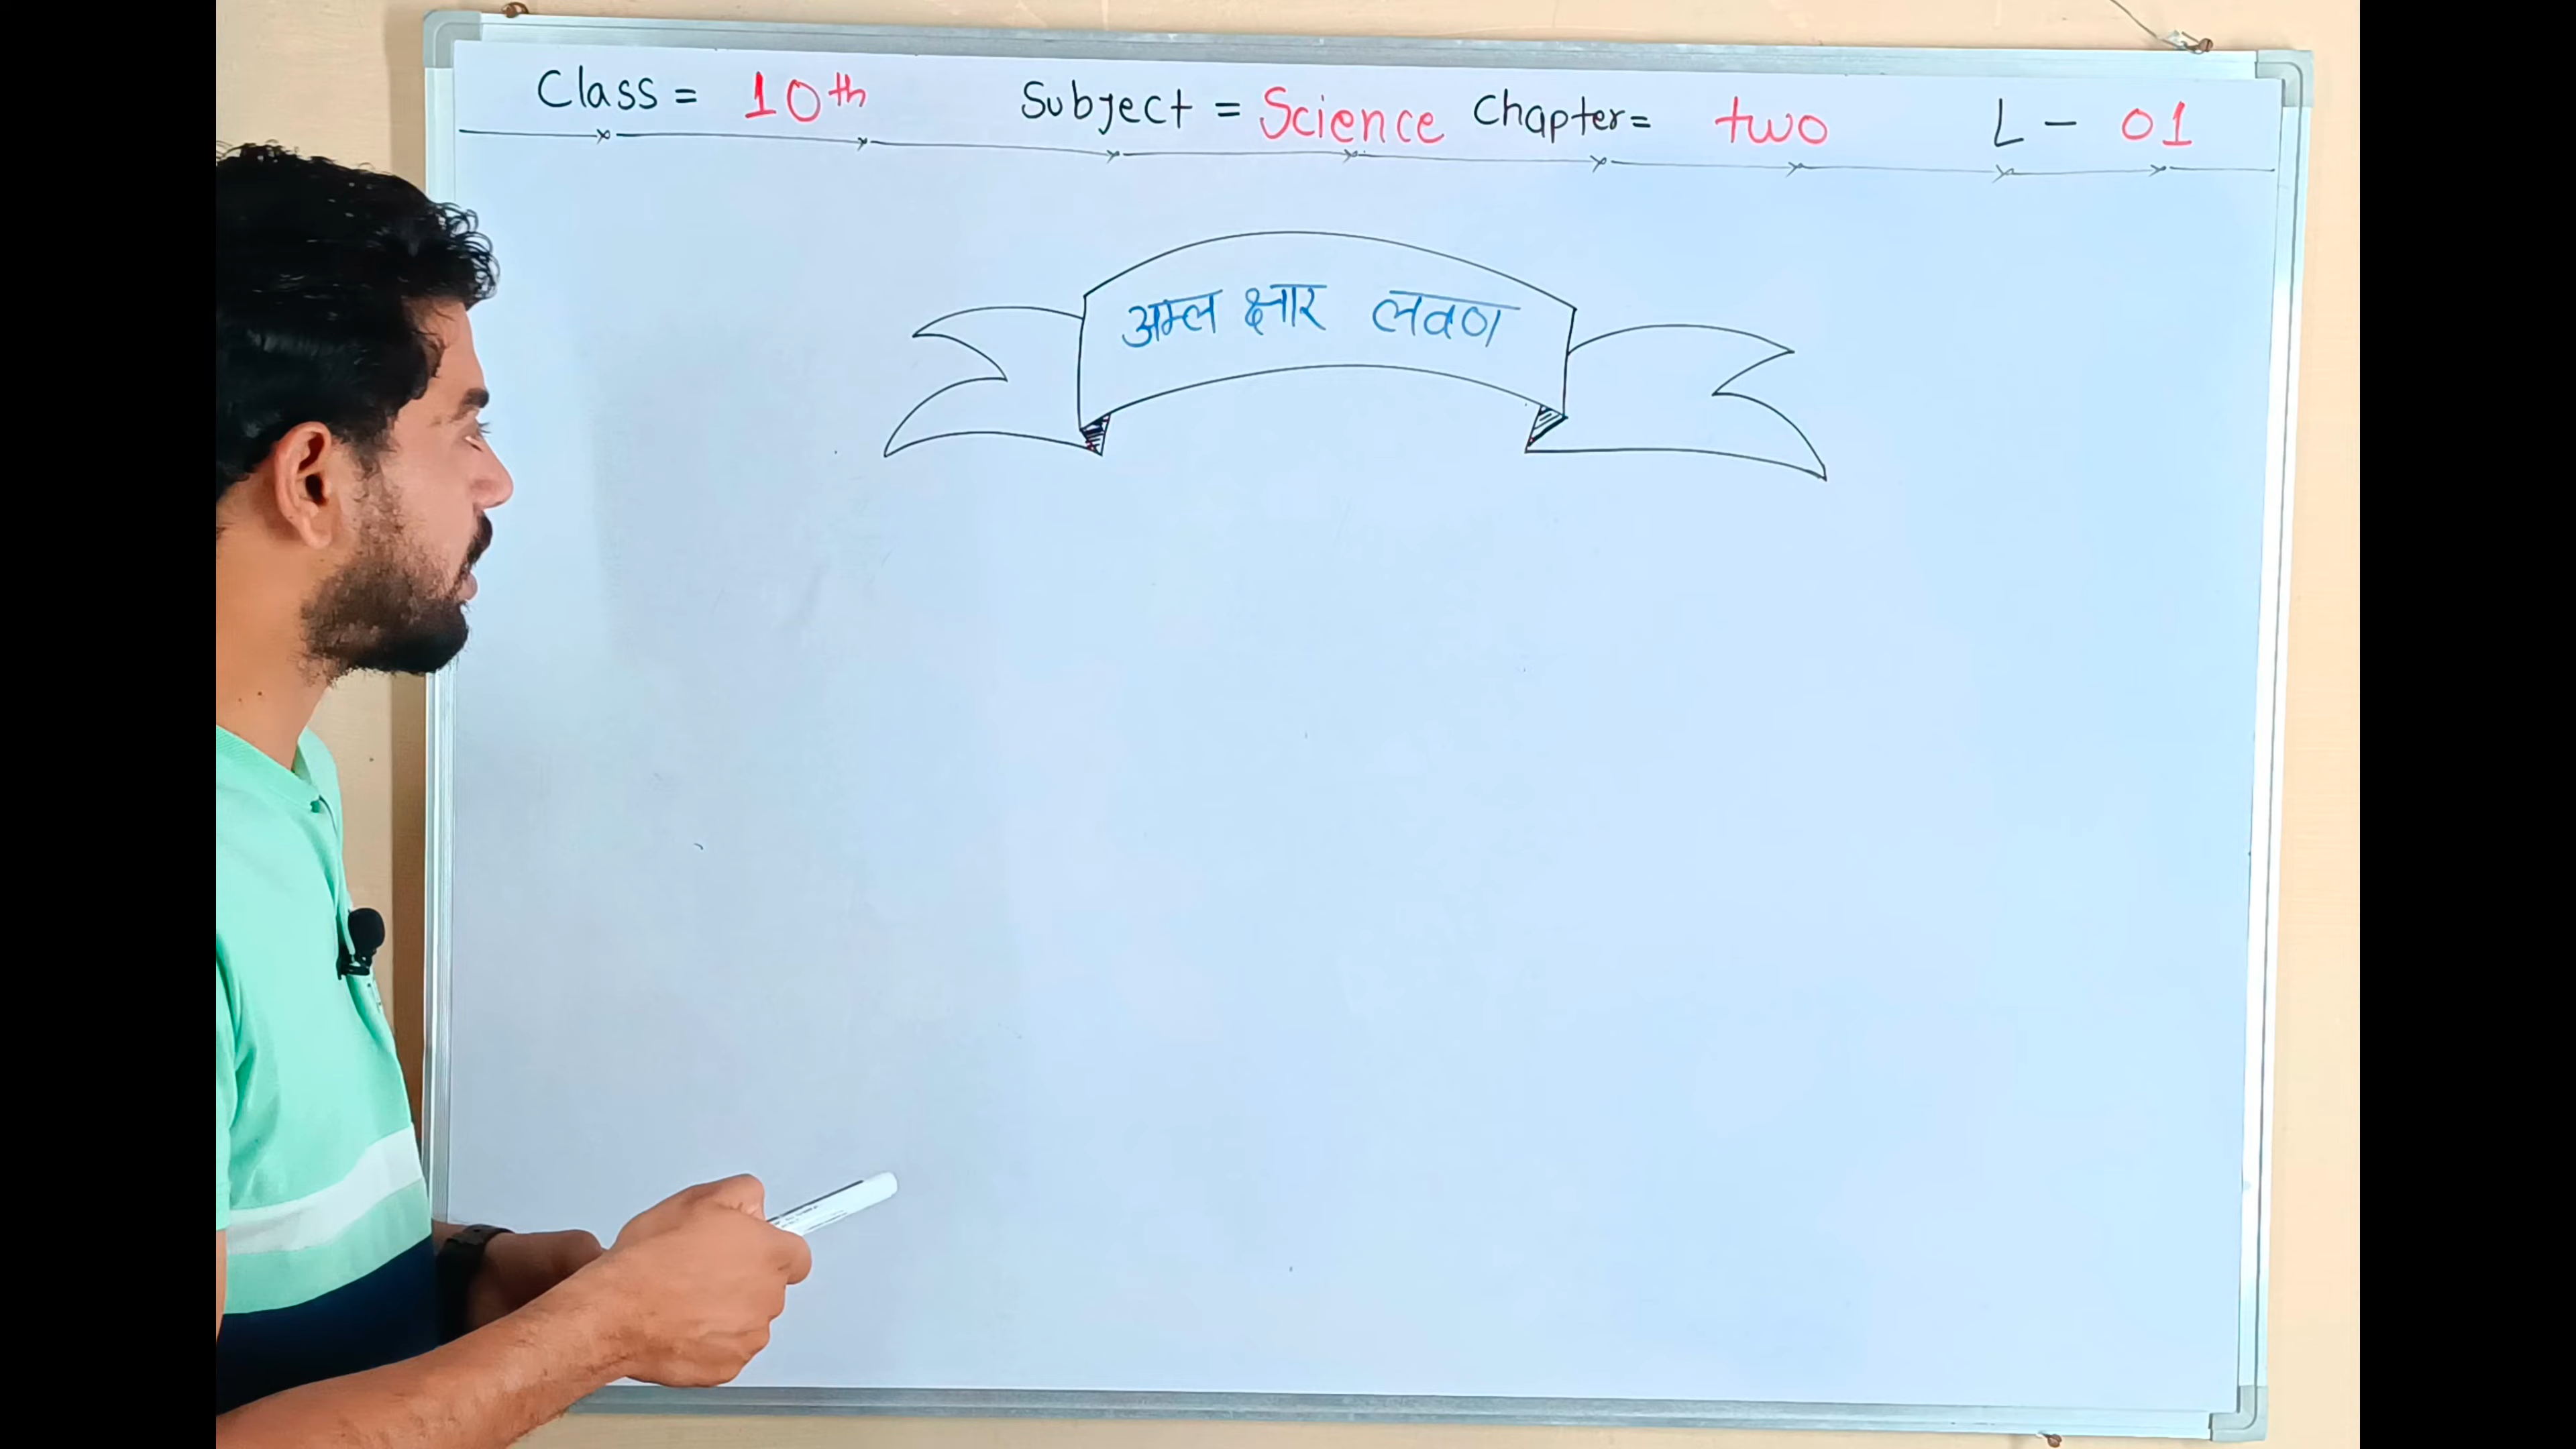 Class = 10th Subject = Science Chapter = two L - 01
अम्ल क्षार लवण